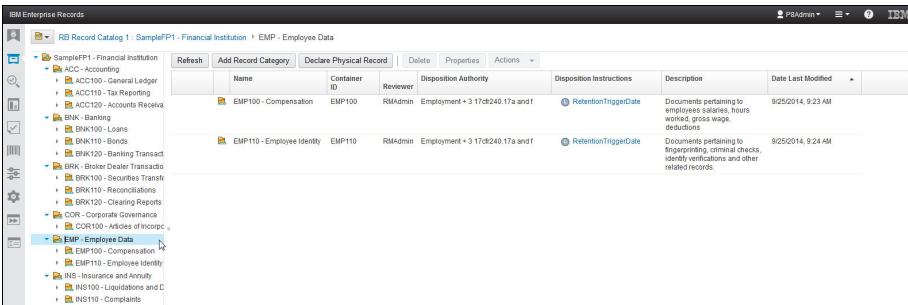 IBM Enterprise Records
P8Admin
IBM
RB Record Catalog 1 : SampleFP1 - Financial Institution
EMP - Employee Data
SampleFP1 - Financial Institution
ACC - Accounting
ACC100 - General Ledger
ACC110 - Tax Reporting
ACC120 - Accounts Receiva
BNK - Banking
BNK100 - Loans
BNK110 - Bonds
BNK120 - Banking Transact
BRK - Broker Dealer Transactio
BRK100 - Securities Transfe
BRK110 - Reconciliations
BRK120 - Clearing Reports
COR - Corporate Governance
COR100 - Articles of Incorpc
EMP - Employee Data
EMP100 - Compensation
EMP110 - Employee Identity
INS - Insurance and Annuity
INS100 - Liquidations and D
INS110 - Complaints
Refresh Add Record Category Declare Physical Record Delete Properties Actions
Name Container ID Reviewer Disposition Authority Disposition Instructions Description Date Last Modified
EMP100 - Compensation EMP100 RMAdmin Employment + 3 17cfr240.17a and f RetentionTriggerDate Documents pertaining to 9/25/2014, 9:23 AM
employees salaries, hours
worked, gross wage,
deductions
EMP110 - Employee Identity EMP110 RMAdmin Employment + 3 17cfr240.17a and f RetentionTriggerDate Documents pertaining to 9/25/2014, 9:24 AM
fingerprinting, criminal checks,
identity verifications and other
related records.